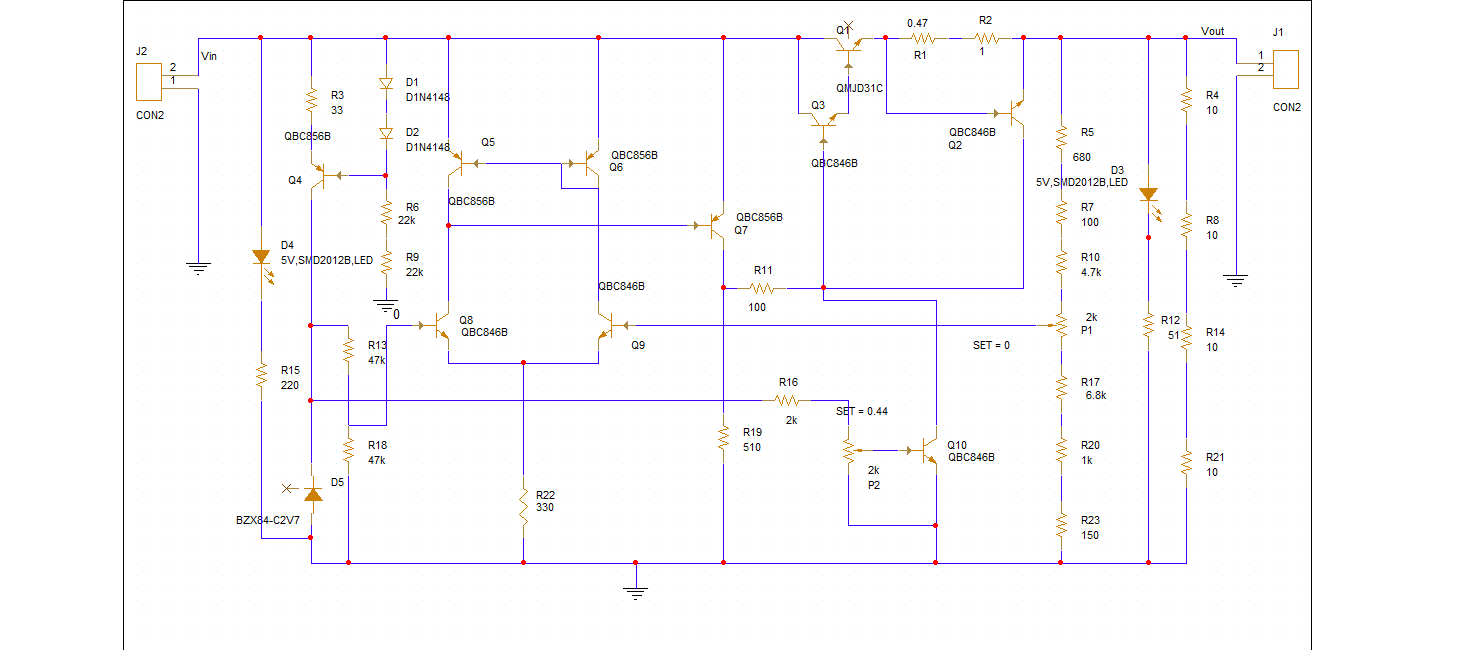 J2
2
1
CON2
Vin
R3
33
D1
D1N4148
D2
D1N4148
QBC856B
Q4
Q5
QBC856B
QBC856B
Q6
R6
22k
R9
22k
0
D4
5V,SMD2012B,LED
QBC856B
Q7
R11
100
Q1
QMJD31C
0.47
R1
R2
1
Q3
QBC846B
QBC846B
Q2
Vout
J1
1
2
CON2
R4
10
R5
680
D3
5V,SMD2012B,LED
R7
100
R8
10
R10
4.7k
2k
P1
SET = 0
R12
51
R14
10
Q8
QBC846B
QBC846B
Q9
R13
47k
R15
220
R16
2k
SET = 0.44
2k
P2
R17
6.8k
R18
47k
R19
510
Q10
QBC846B
R20
1k
R21
10
D5
BZX84-C2V7
R22
330
R23
150